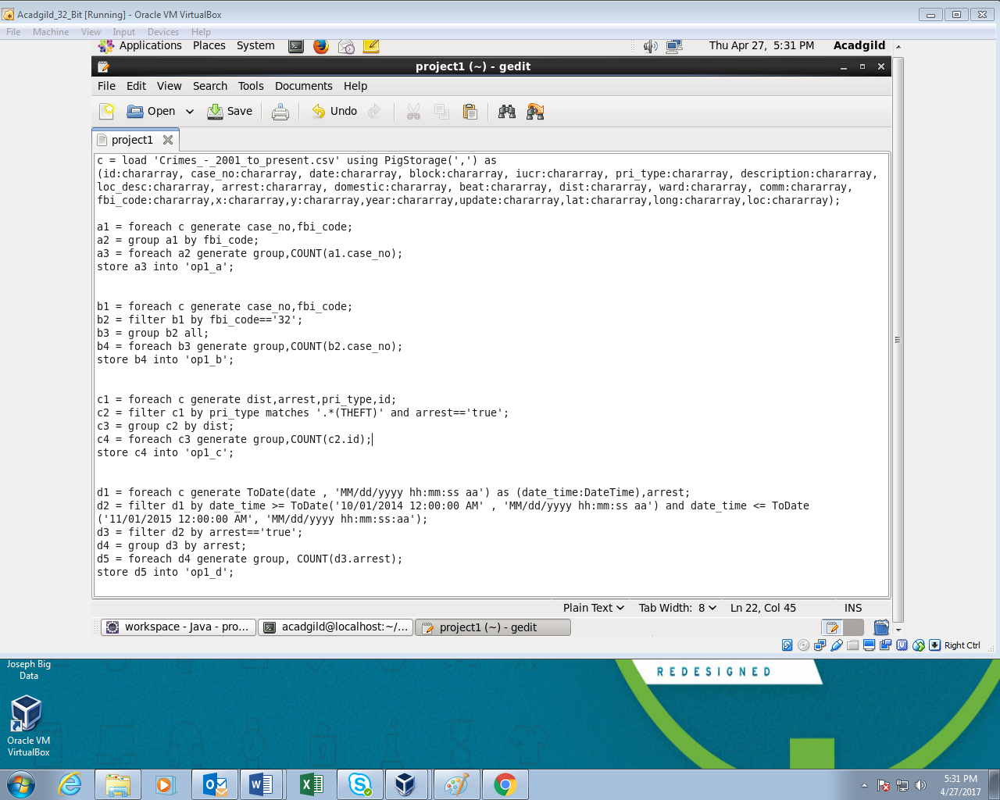 Acadgild_32_Bit [Running] - Oracle VM VirtualBox
File Machine View Input Devices Help
Applications Places System Thu Apr 27, 5:31 PM Acadgild
project1 (~) - gedit
File Edit View Search Tools Documents Help
Open Save Undo
project1
c = load 'Crimes_-_2001_to_present.csv' using PigStorage(',') as
(id:chararray, case_no:chararray, date:chararray, block:chararray, iucr:chararray, pri_type:chararray, description:chararray,
loc_desc:chararray, arrest:chararray, domestic:chararray, beat:chararray, dist:chararray, ward:chararray, comm:chararray,
fbi_code:chararray,x:chararray,y:chararray,year:chararray,update:chararray,lat:chararray,long:chararray,loc:chararray);
a1 = foreach c generate case_no,fbi_code;
a2 = group a1 by fbi_code;
a3 = foreach a2 generate group,COUNT(a1.case_no);
store a3 into 'op1_a';
b1 = foreach c generate case_no,fbi_code;
b2 = filter b1 by fbi_code=='32';
b3 = group b2 all;
b4 = foreach b3 generate group,COUNT(b2.case_no);
store b4 into 'op1_b';
c1 = foreach c generate dist,arrest,pri_type,id;
c2 = filter c1 by pri_type matches '.*(THEFT)' and arrest=='true';
c3 = group c2 by dist;
c4 = foreach c3 generate group,COUNT(c2.id);
store c4 into 'op1_c';
d1 = foreach c generate ToDate(date , 'MM/dd/yyyy hh:mm:ss aa') as (date_time:DateTime),arrest;
d2 = filter d1 by date_time >= ToDate('10/01/2014 12:00:00 AM' , 'MM/dd/yyyy hh:mm:ss aa') and date_time <= ToDate
('11/01/2015 12:00:00 AM', 'MM/dd/yyyy hh:mm:ss:aa');
d3 = filter d2 by arrest=='true';
d4 = group d3 by arrest;
d5 = foreach d4 generate group, COUNT(d3.arrest);
store d5 into 'op1_d';
Plain Text Tab Width: 8 Ln 22, Col 45 INS
workspace - Java - pro... acadgild@localhost:~/... project1 (~) - gedit
Right Ctrl
Joseph Big
Data
REDESIGNED
Oracle VM
VirtualBox
5:31 PM
4/27/2017